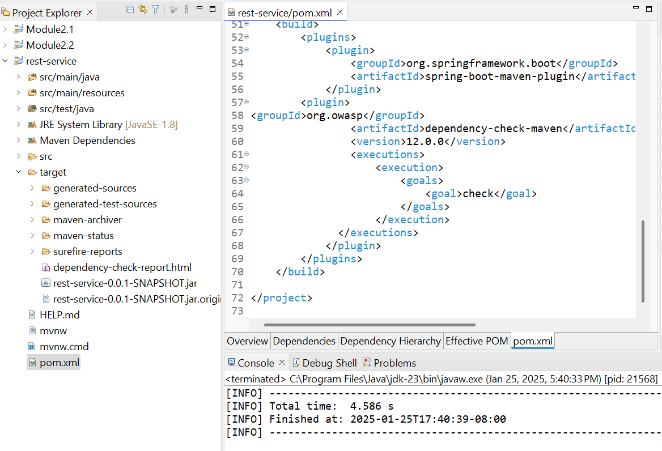 Project Explorer
Module2.1
Module2.2
rest-service
src/main/java
src/main/resources
src/test/java
JRE System Library [JavaSE-1.8]
Maven Dependencies
src
target
generated-sources
generated-test-sources
maven-archiver
maven-status
surefire-reports
dependency-check-report.html
rest-service-0.0.1-SNAPSHOT.jar
rest-service-0.0.1-SNAPSHOT.jar.origin
HELP.md
mvnw
mvnw.cmd
pom.xml
rest-service/pom.xml
51 <build>
52 <plugins>
53 <plugin>
54 <groupId>org.springframework.boot</groupId>
55 <artifactId>spring-boot-maven-plugin</artifact
56 </plugin>
57 <plugin>
58 <groupId>org.owasp</groupId>
59 <artifactId>dependency-check-maven</artifactId
60 <version>12.0.0</version>
61 <executions>
62 <execution>
63 <goals>
64 <goal>check</goal>
65 </goals>
66 </execution>
67 </executions>
68 </plugin>
69 </plugins>
70 </build>
71
72 </project>
73
Overview Dependencies Dependency Hierarchy Effective POM pom.xml
Console Debug Shell Problems
<terminated> C:\Program Files\Java\jdk-23\bin\javaw.exe (Jan 25, 2025, 5:40:33 PM) [pid: 21568]
[INFO] ------------------------------------------------------------------------
[INFO] Total time:  4.586 s
[INFO] Finished at: 2025-01-25T17:40:39-08:00
[INFO] ------------------------------------------------------------------------